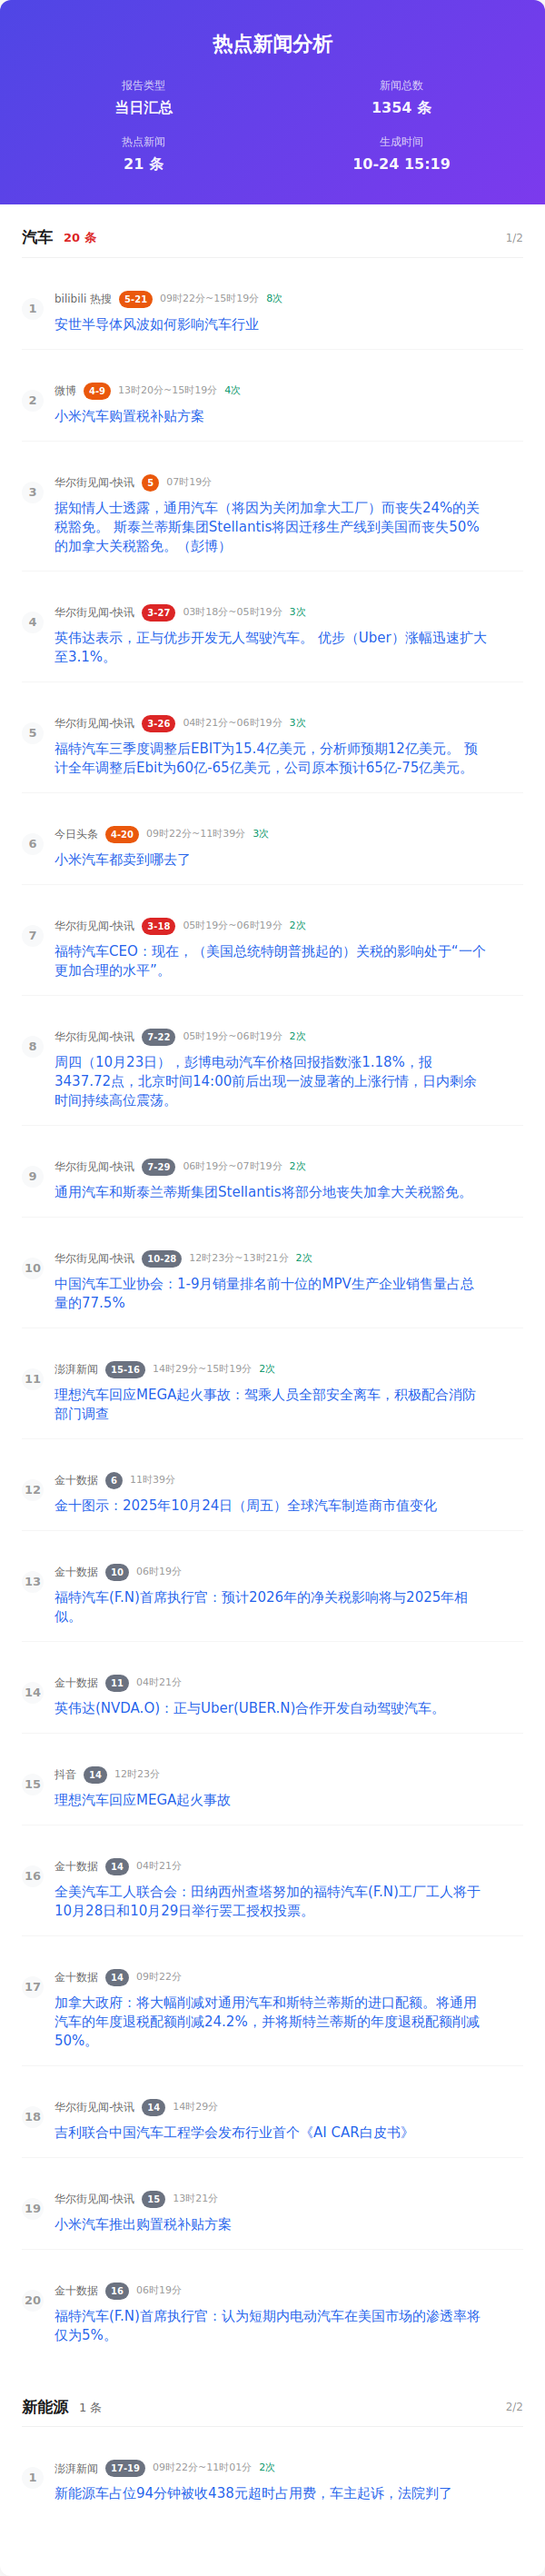 热点新闻分析
报告类型
当日汇总
新闻总数
1354 条
热点新闻
21 条
生成时间
10-24 15:19
汽车 20 条 1/2
1
bilibili 热搜 5-21 09时22分~15时19分 8次
安世半导体风波如何影响汽车行业
2
微博 4-9 13时20分~15时19分 4次
小米汽车购置税补贴方案
3
华尔街见闻-快讯 5 07时19分
据知情人士透露，通用汽车（将因为关闭加拿大工厂）而丧失24%的关
税豁免。 斯泰兰蒂斯集团Stellantis将因迁移生产线到美国而丧失50%
的加拿大关税豁免。（彭博）
4
华尔街见闻-快讯 3-27 03时18分~05时19分 3次
英伟达表示，正与优步开发无人驾驶汽车。 优步（Uber）涨幅迅速扩大
至3.1%。
5
华尔街见闻-快讯 3-26 04时21分~06时19分 3次
福特汽车三季度调整后EBIT为15.4亿美元，分析师预期12亿美元。 预
计全年调整后Ebit为60亿-65亿美元，公司原本预计65亿-75亿美元。
6
今日头条 4-20 09时22分~11时39分 3次
小米汽车都卖到哪去了
7
华尔街见闻-快讯 3-18 05时19分~06时19分 2次
福特汽车CEO：现在，（美国总统特朗普挑起的）关税的影响处于“一个
更加合理的水平”。
8
华尔街见闻-快讯 7-22 05时19分~06时19分 2次
周四（10月23日），彭博电动汽车价格回报指数涨1.18%，报
3437.72点，北京时间14:00前后出现一波显著的上涨行情，日内剩余
时间持续高位震荡。
9
华尔街见闻-快讯 7-29 06时19分~07时19分 2次
通用汽车和斯泰兰蒂斯集团Stellantis将部分地丧失加拿大关税豁免。
10
华尔街见闻-快讯 10-28 12时23分~13时21分 2次
中国汽车工业协会：1-9月销量排名前十位的MPV生产企业销售量占总
量的77.5%
11
澎湃新闻 15-16 14时29分~15时19分 2次
理想汽车回应MEGA起火事故：驾乘人员全部安全离车，积极配合消防
部门调查
12
金十数据 6 11时39分
金十图示：2025年10月24日（周五）全球汽车制造商市值变化
13
金十数据 10 06时19分
福特汽车(F.N)首席执行官：预计2026年的净关税影响将与2025年相
似。
14
金十数据 11 04时21分
英伟达(NVDA.O)：正与Uber(UBER.N)合作开发自动驾驶汽车。
15
抖音 14 12时23分
理想汽车回应MEGA起火事故
16
金十数据 14 04时21分
全美汽车工人联合会：田纳西州查塔努加的福特汽车(F.N)工厂工人将于
10月28日和10月29日举行罢工授权投票。
17
金十数据 14 09时22分
加拿大政府：将大幅削减对通用汽车和斯特兰蒂斯的进口配额。将通用
汽车的年度退税配额削减24.2%，并将斯特兰蒂斯的年度退税配额削减
50%。
18
华尔街见闻-快讯 14 14时29分
吉利联合中国汽车工程学会发布行业首个《AI CAR白皮书》
19
华尔街见闻-快讯 15 13时21分
小米汽车推出购置税补贴方案
20
金十数据 16 06时19分
福特汽车(F.N)首席执行官：认为短期内电动汽车在美国市场的渗透率将
仅为5%。
新能源 1 条 2/2
1
澎湃新闻 17-19 09时22分~11时01分 2次
新能源车占位94分钟被收438元超时占用费，车主起诉，法院判了